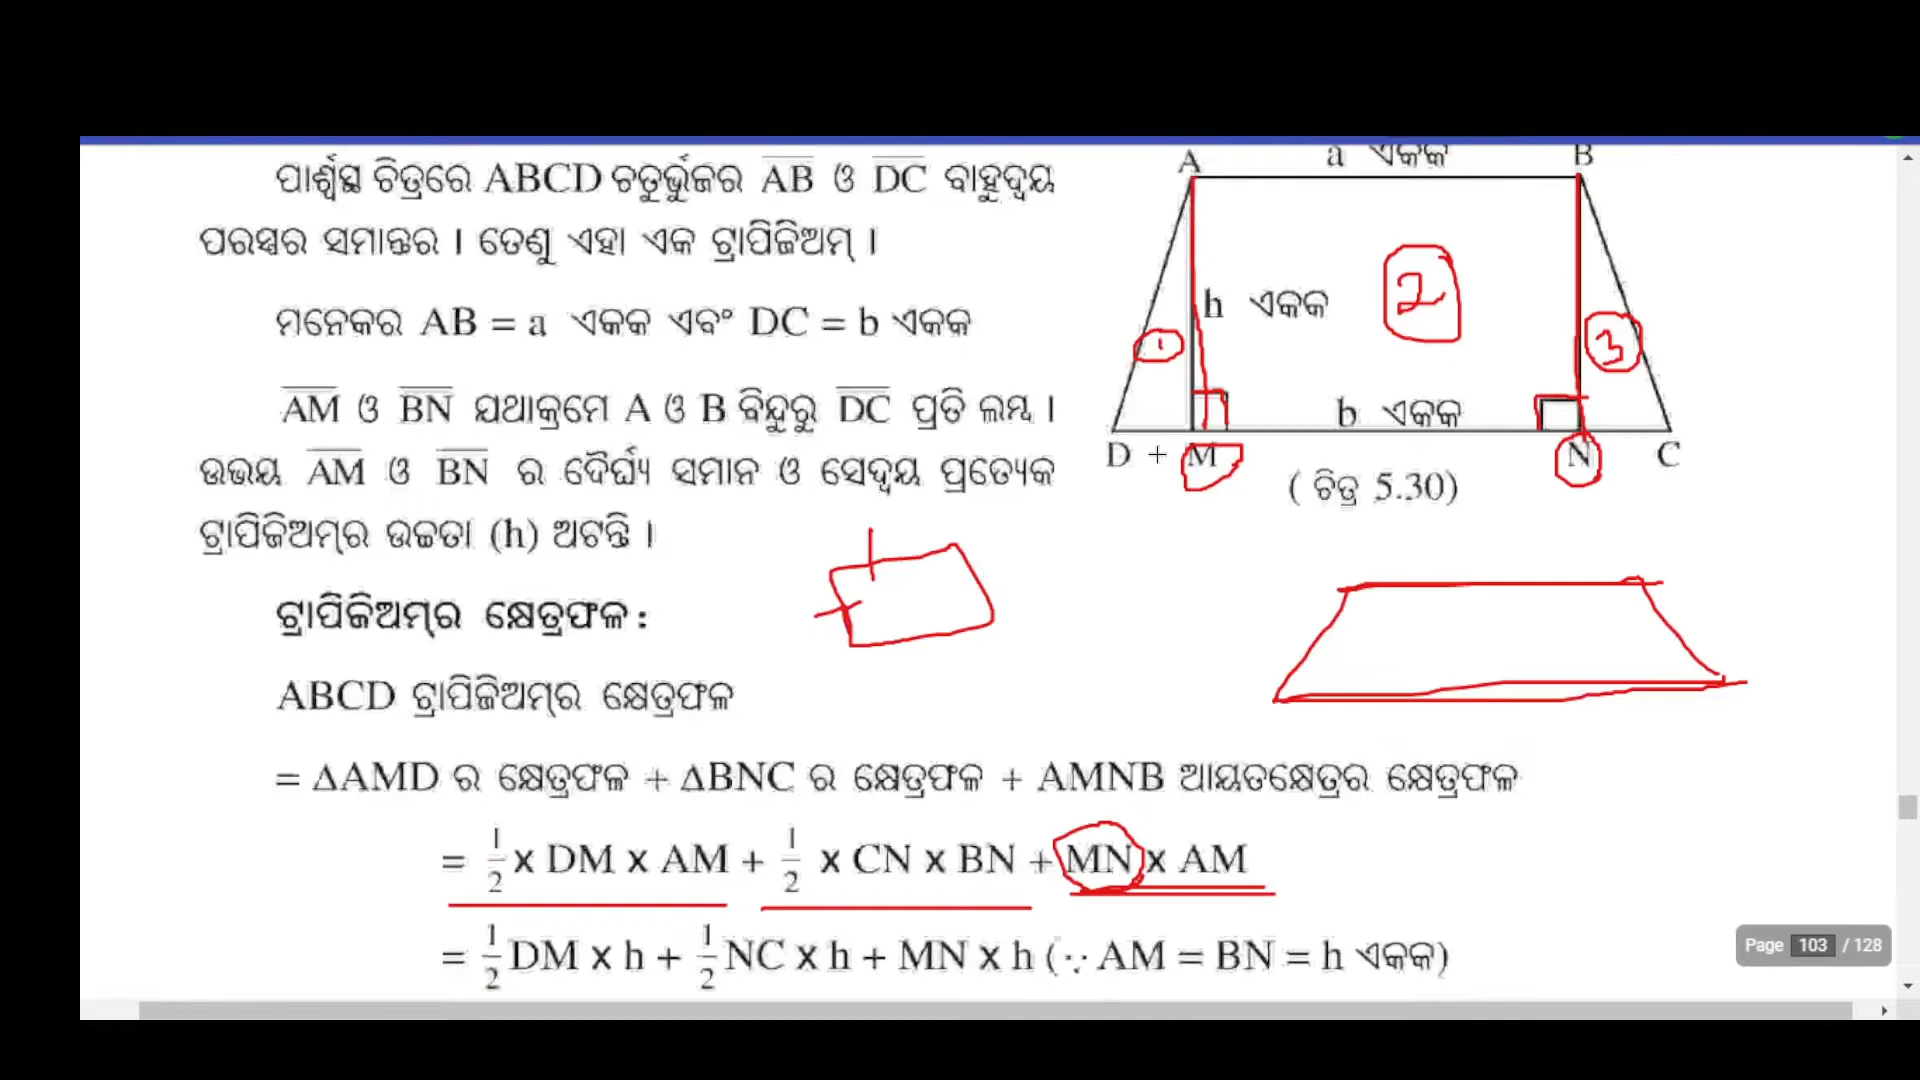 ପାର୍ଶ୍ଵସ୍ଥ ଚିତ୍ରରେ ABCD ଚତୁର୍ଭୁଜର AB ଓ DC ବାହୁଦ୍ଵୟ
ପରସ୍ପର ସମାନ୍ତର । ତେଣୁ ଏହା ଏକ ଟ୍ରାପିଜିଅମ୍ ।
ମନେକର AB = a ଏକକ ଏବଂ DC = b ଏକକ
AM ଓ BN ଯଥାକ୍ରମେ A ଓ B ବିନ୍ଦୁରୁ DC ପ୍ରତି ଲମ୍ବ ।
ଉଭୟ AM ଓ BN ର ଦୈର୍ଘ୍ୟ ସମାନ ଓ ସେଦ୍ଵୟ ପ୍ରତ୍ୟେକ
ଟ୍ରାପିଜିଅମ୍‌ର ଉଚ୍ଚତା (h) ଅଟନ୍ତି ।
A a ଏକକ B
h ଏକକ
1 2 3
b ଏକକ
D + M N C
( ଚିତ୍ର 5.30)
ଟ୍ରାପିଜିଅମ୍‌ର କ୍ଷେତ୍ରଫଳ :
ABCD ଟ୍ରାପିଜିଅମ୍‌ର କ୍ଷେତ୍ରଫଳ
= ΔAMD ର କ୍ଷେତ୍ରଫଳ + ΔBNC ର କ୍ଷେତ୍ରଫଳ + AMNB ଆୟତକ୍ଷେତ୍ରର କ୍ଷେତ୍ରଫଳ
= 1/2 x DM x AM + 1/2 x CN x BN + MN x AM
= 1/2 DM x h + 1/2 NC x h + MN x h (∵ AM = BN = h ଏକକ)
Page 103 / 128